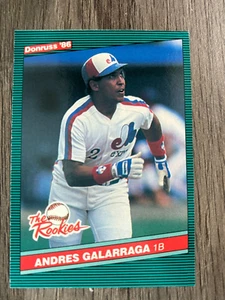 Donruss '86
The
Rookies
ANDRES GALARRAGA 1B